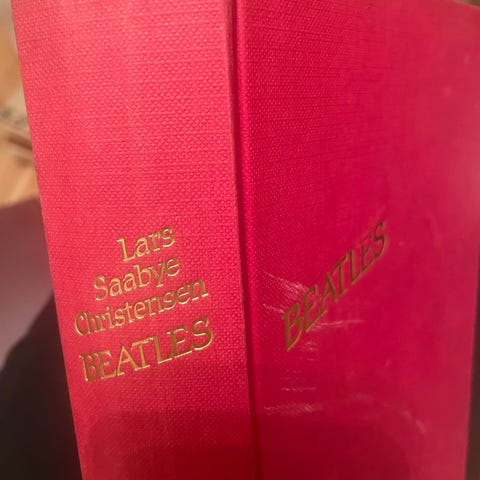 Lars
Saabye
Christensen
BEATLES
BEATLES